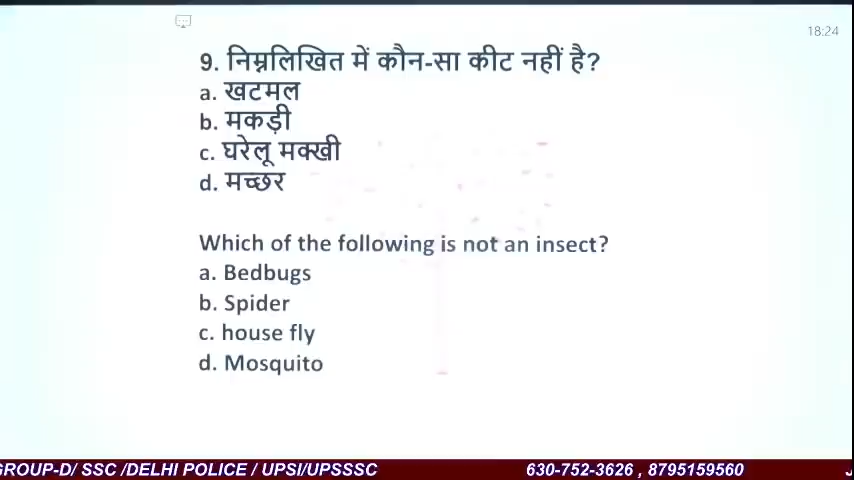 18:24
9. निम्नलिखित में कौन-सा कीट नहीं है?
a. खटमल
b. मकड़ी
c. घरेलू मक्खी
d. मच्छर
Which of the following is not an insect?
a. Bedbugs
b. Spider
c. house fly
d. Mosquito
GROUP-D/ SSC /DELHI POLICE / UPSI/UPSSSC 630-752-3626 , 8795159560